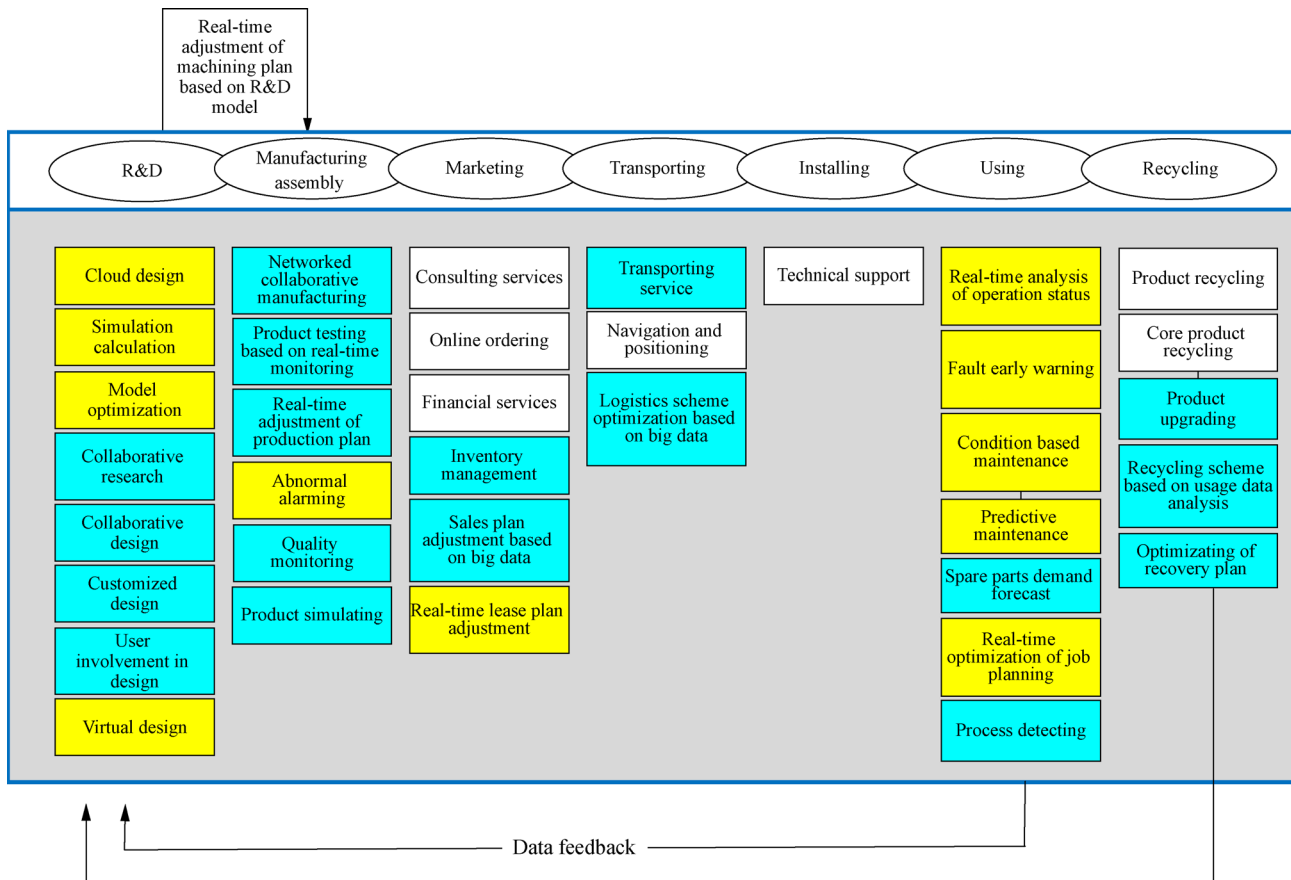 Real-time
adjustment of
machining plan
based on R&D
model
R&D
Manufacturing
assembly
Marketing
Transporting
Installing
Using
Recycling
Cloud design
Simulation
calculation
Model
optimization
Collaborative
research
Collaborative
design
Customized
design
User
involvement in
design
Virtual design
Networked
collaborative
manufacturing
Product testing
based on real-time
monitoring
Real-time
adjustment of
production plan
Abnormal
alarming
Quality
monitoring
Product simulating
Consulting services
Online ordering
Financial services
Inventory
management
Sales plan
adjustment based
on big data
Real-time lease plan
adjustment
Transporting
service
Navigation and
positioning
Logistics scheme
optimization based
on big data
Technical support
Real-time analysis
of operation status
Fault early warning
Condition based
maintenance
Predictive
maintenance
Spare parts demand
forecast
Real-time
optimization of job
planning
Process detecting
Product recycling
Core product
recycling
Product
upgrading
Recycling scheme
based on usage data
analysis
Optimizating of
recovery plan
Data feedback